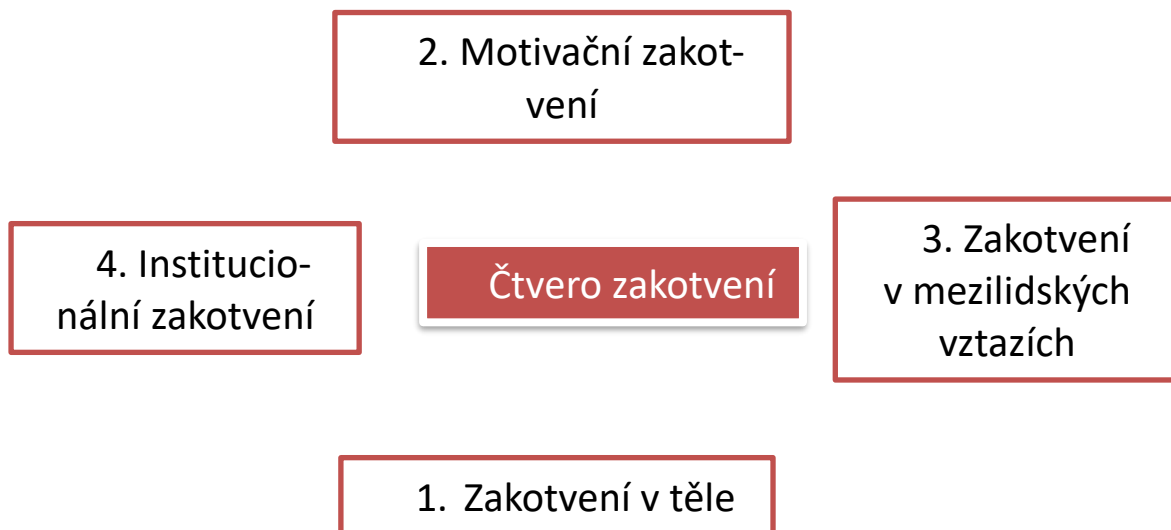 2. Motivační zakot-
vení
4. Institucio-
nální zakotvení
Čtvero zakotvení
3. Zakotvení
v mezilidských
vztazích
1. Zakotvení v těle